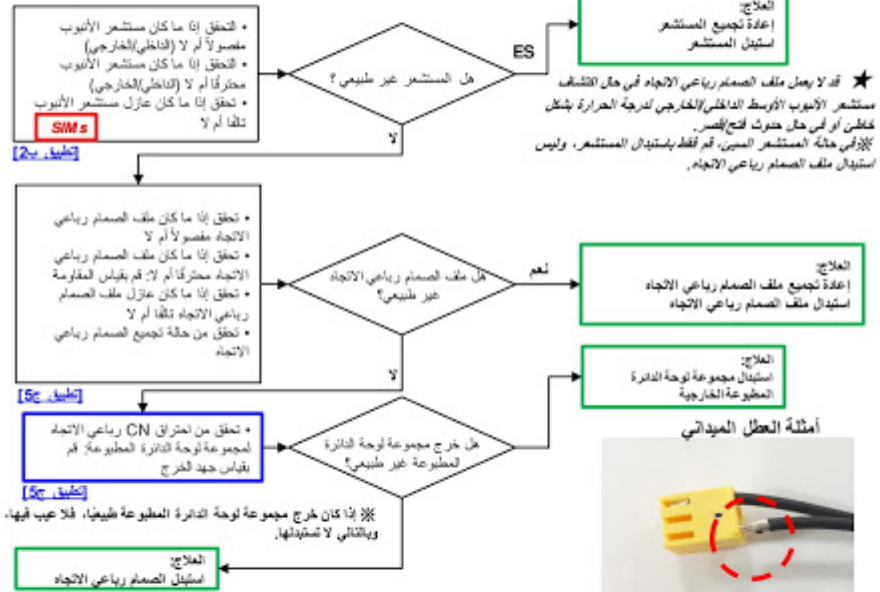 العلاج:
إعادة تجميع المستشعر
استبدل المستشعر
• التحقق إذا ما كان مستشعر الأنبوب
مفصولاً أم لا (الداخلي/الخارجي)
• التحقق إذا ما كان مستشعر الأنبوب
محترقًا أم لا (الداخلي/الخارجي)
• تحقق إذا ما كان عازل مستشعر الأنبوب
تالفًا أم لا
SIMs
[تطبيق ب2]
هل المستشعر غير طبيعي ؟
ES
لا
★ قد لا يعمل ملف الصمام رباعي الاتجاه في حال اكتشاف
مستشعر الأنبوب الأوسط الداخلي/الخارجي لدرجة الحرارة بشكل
خاطئ أو في حال حدوث فتح/قصر.
※في حالة المستشعر السيئ، قم فقط باستبدال المستشعر، وليس
استبدال ملف الصمام رباعي الاتجاه.
• تحقق إذا ما كان ملف الصمام رباعي
الاتجاه مفصولاً أم لا
• تحقق إذا ما كان ملف الصمام رباعي
الاتجاه محترقًا أم لا: قم بقياس المقاومة
• تحقق إذا ما كان عازل ملف الصمام
رباعي الاتجاه تالفًا أم لا
• تحقق من حالة تجميع الصمام رباعي
الاتجاه
[تطبيق ج5]
هل ملف الصمام رباعي الاتجاه
غير طبيعي؟
نعم
لا
العلاج:
إعادة تجميع ملف الصمام رباعي الاتجاه
استبدال ملف الصمام رباعي الاتجاه
• تحقق من احتراق CN رباعي الاتجاه
لمجموعة لوحة الدائرة المطبوعة: قم
بقياس جهد الخرج
[تطبيق ج5]
هل خرج مجموعة لوحة الدائرة
المطبوعة غير طبيعي؟
العلاج:
استبدال مجموعة لوحة الدائرة
المطبوعة الخارجية
أمثلة العطل الميداني
※ إذا كان خرج مجموعة لوحة الدائرة المطبوعة طبيعيًا، فلا عيب فيها،
وبالتالي لا تستبدلها.
العلاج:
استبدل الصمام رباعي الاتجاه